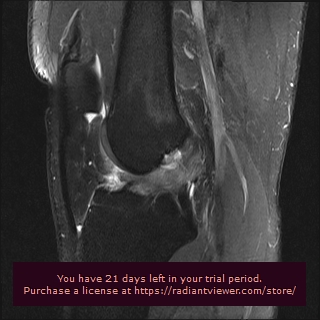 You have 21 days left in your trial period.
Purchase a license at https://radiantviewer.com/store/